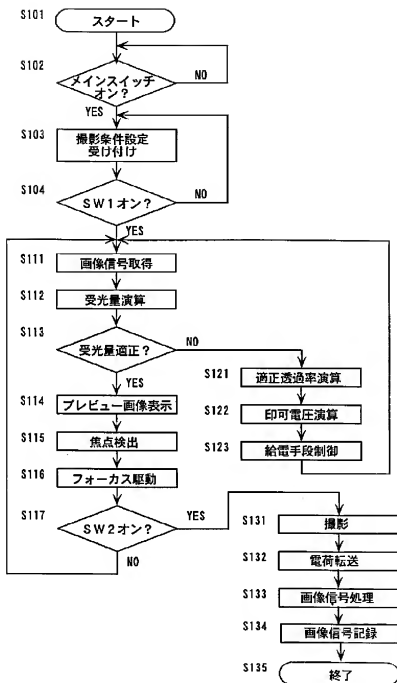 S101
スタート
S102
メインスイッチ
オン？
NO
YES
S103
撮影条件設定
受け付け
S104
SW1オン？
NO
YES
S111
画像信号取得
S112
受光量演算
S113
受光量適正？
NO
YES
S121
適正透過率演算
S122
印可電圧演算
S123
給電手段制御
S114
プレビュー画像表示
S115
焦点検出
S116
フォーカス駆動
S117
SW2オン？
YES
NO
S131
撮影
S132
電荷転送
S133
画像信号処理
S134
画像信号記録
S135
終了